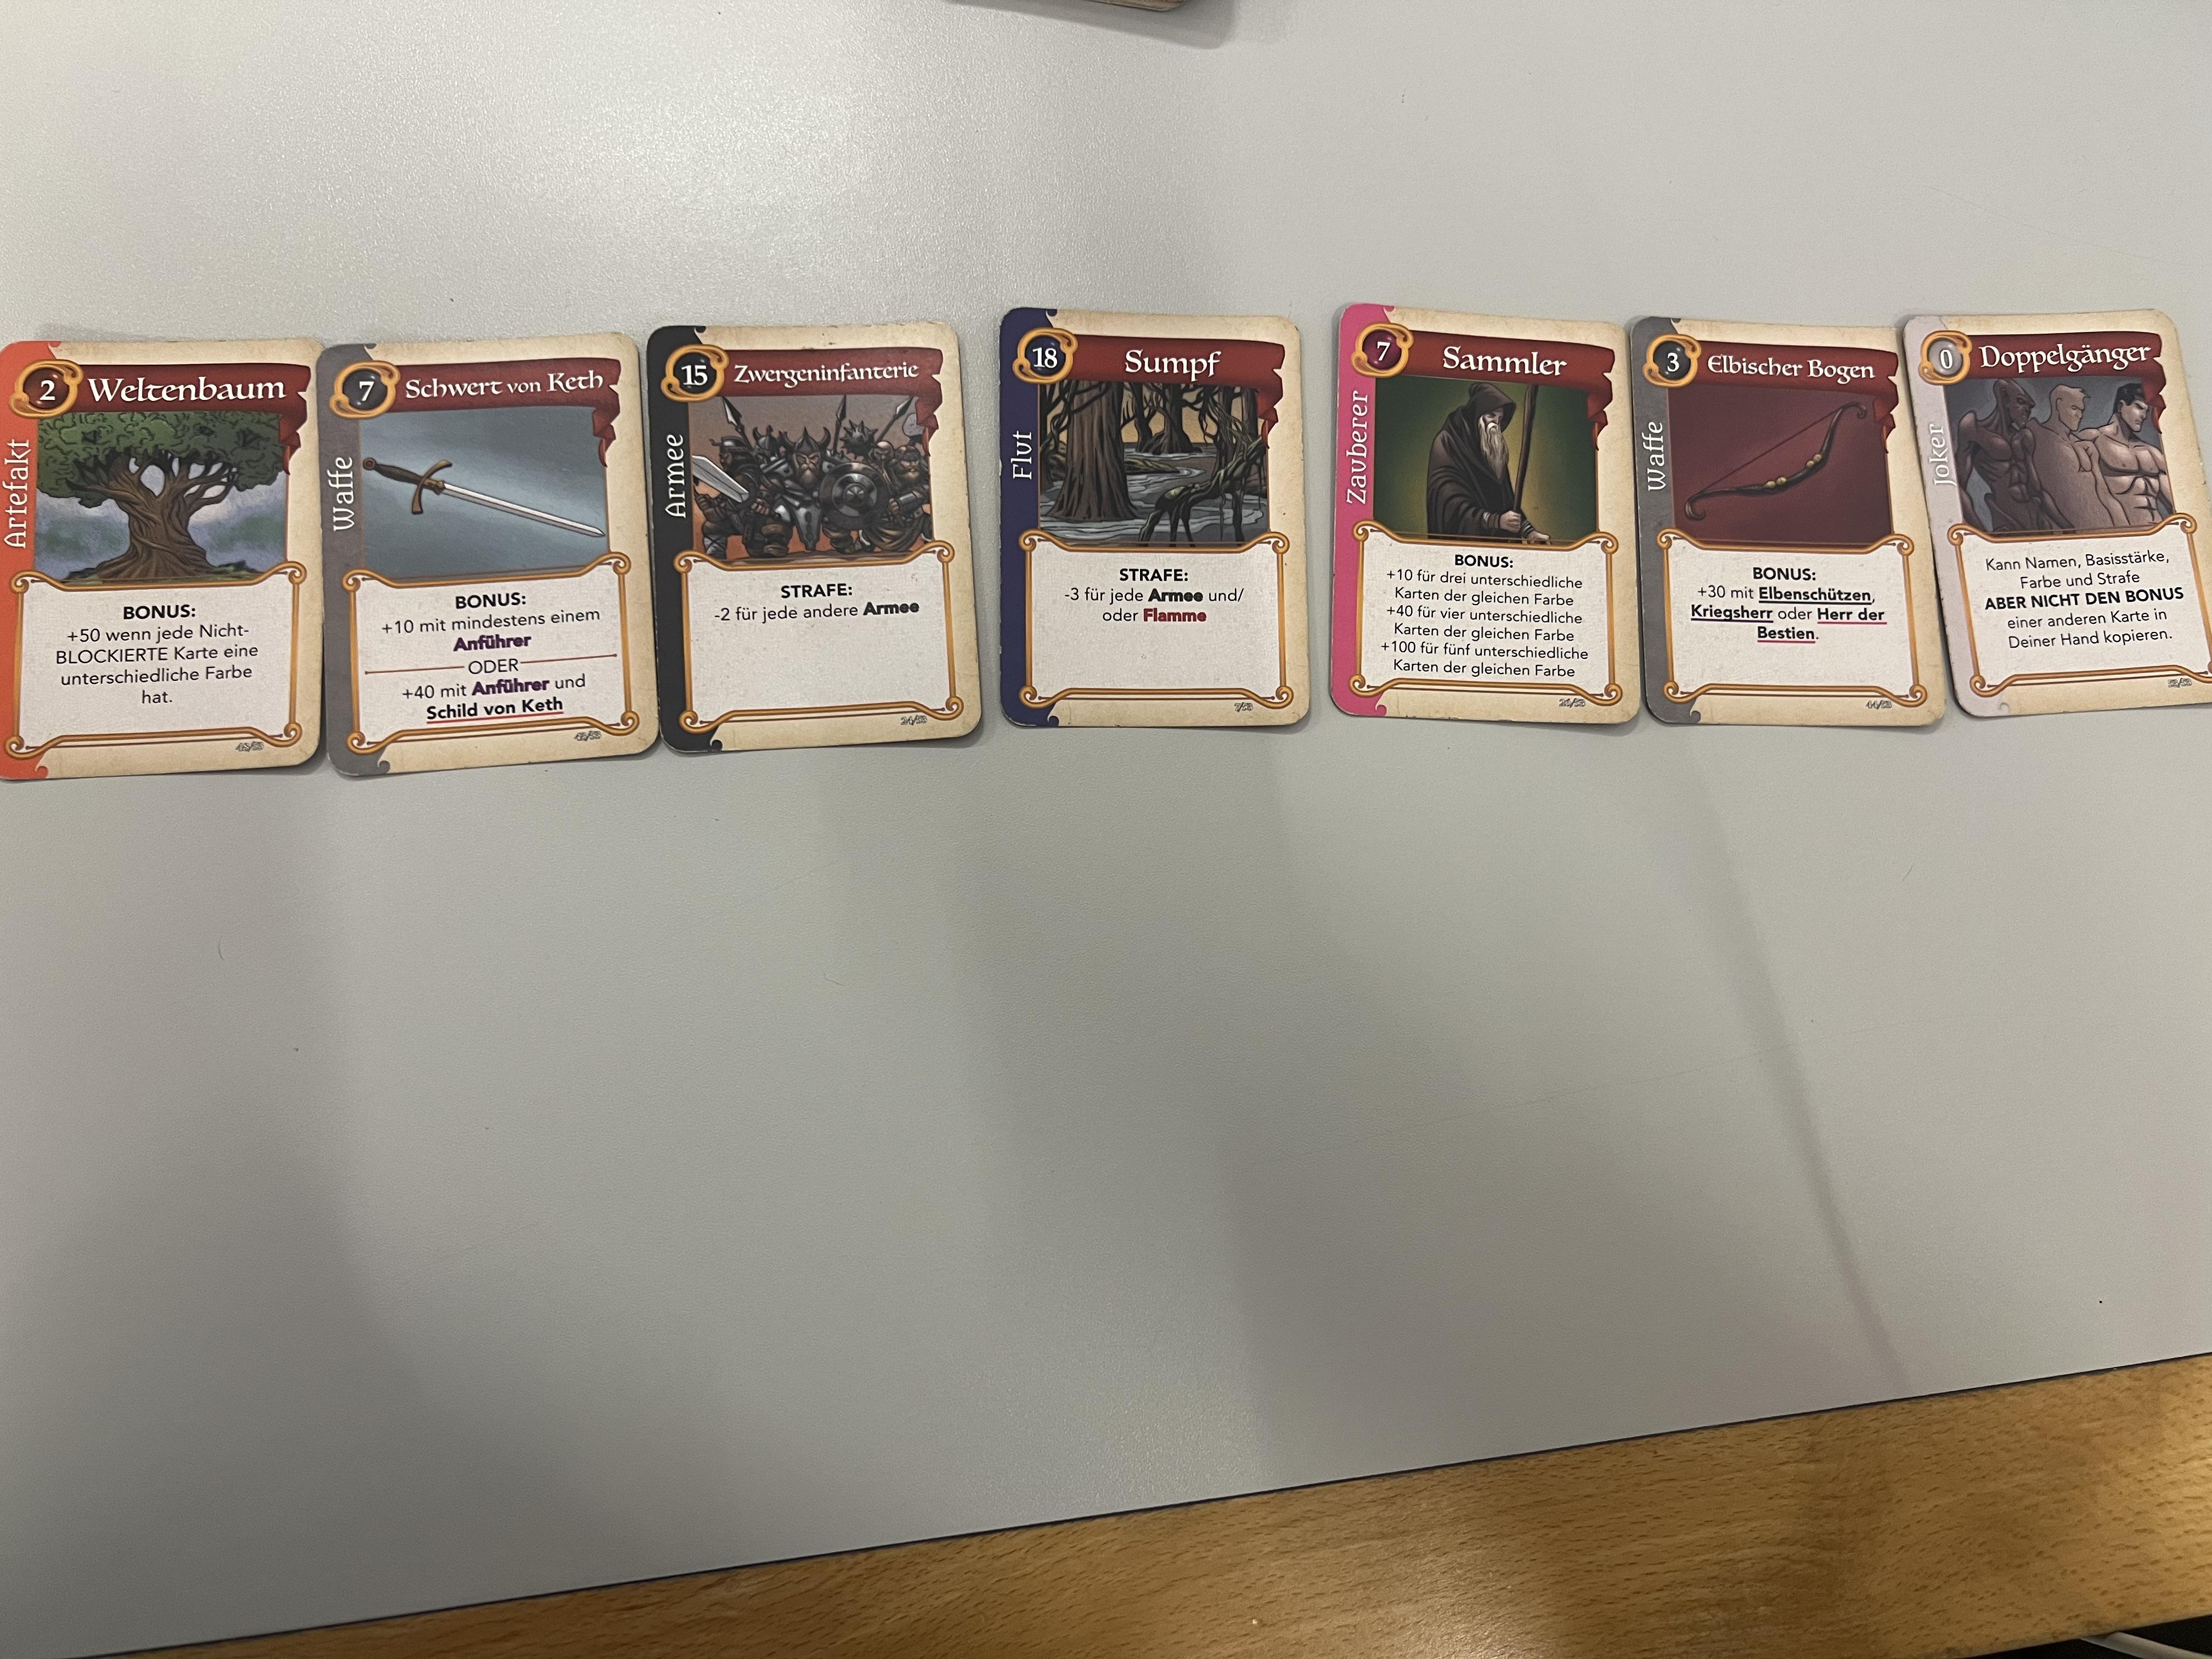 2 Weltenbaum
Artefakt
BONUS:
+50 wenn jede Nicht-
BLOCKIERTE Karte eine
unterschiedliche Farbe
hat.
7 Schwert von Keth
Waffe
BONUS:
+10 mit mindestens einem
Anführer
ODER
+40 mit Anführer und
Schild von Keth
15 Zwergeninfanterie
Armee
STRAFE:
-2 für jede andere Armee
24/53
18 Sumpf
Flut
STRAFE:
-3 für jede Armee und/
oder Flamme
7/53
7 Sammler
Zauberer
BONUS:
+10 für drei unterschiedliche
Karten der gleichen Farbe
+40 für vier unterschiedliche
Karten der gleichen Farbe
+100 für fünf unterschiedliche
Karten der gleichen Farbe
3 Elbischer Bogen
Waffe
BONUS:
+30 mit Elbenschützen,
Kriegsherr oder Herr der
Bestien.
44/53
0 Doppelgänger
Joker
Kann Namen, Basisstärke,
Farbe und Strafe
ABER NICHT DEN BONUS
einer anderen Karte in
Deiner Hand kopieren.